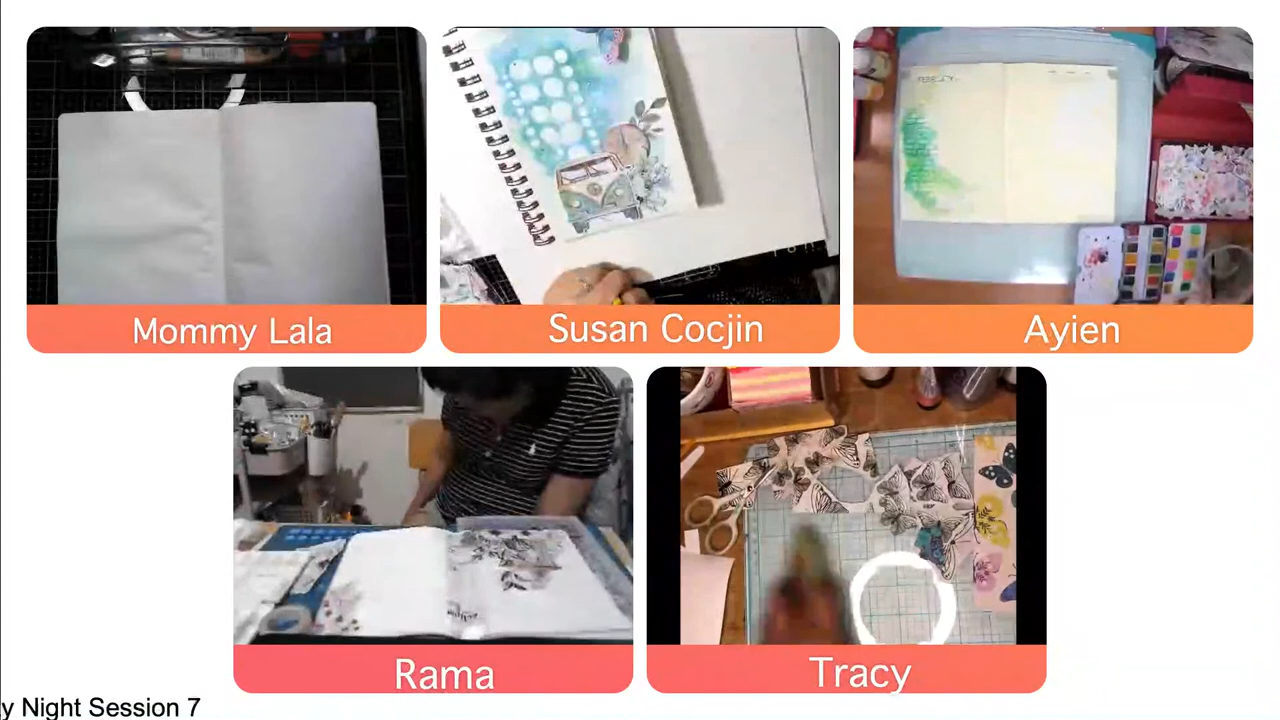 Mommy Lala
Susan Cocjin
Ayien
Rama
Tracy
y Night Session 7